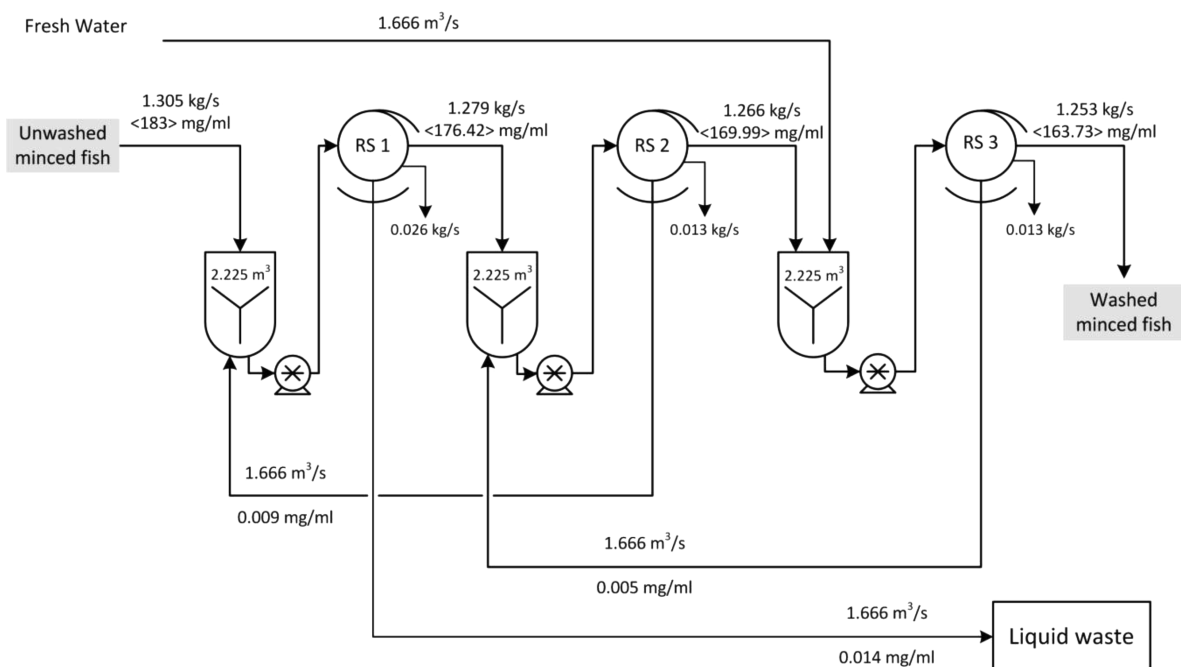 Fresh Water
1.666 m³/s
1.305 kg/s
<183> mg/ml
1.279 kg/s
<176.42> mg/ml
1.266 kg/s
<169.99> mg/ml
1.253 kg/s
<163.73> mg/ml
Unwashed
minced fish
RS 1
RS 2
RS 3
0.026 kg/s
0.013 kg/s
0.013 kg/s
2.225 m³
2.225 m³
2.225 m³
Washed
minced fish
1.666 m³/s
0.009 mg/ml
1.666 m³/s
0.005 mg/ml
1.666 m³/s
Liquid waste
0.014 mg/ml